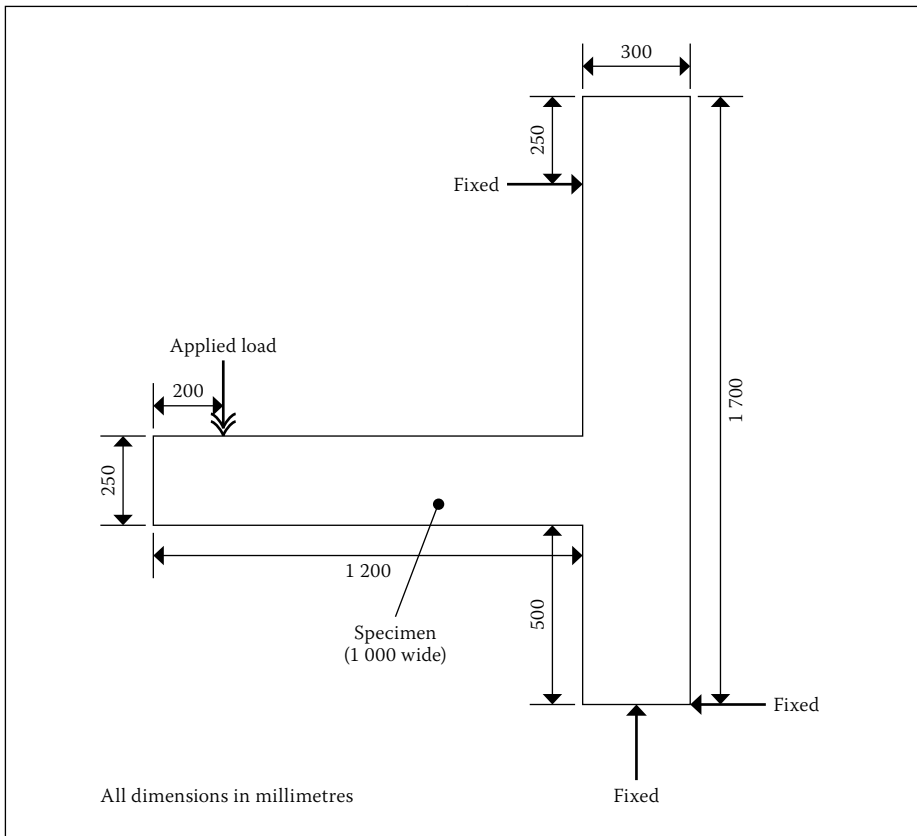 300
250
Fixed
Applied load
200
1 700
250
1 200
500
Specimen
(1 000 wide)
Fixed
All dimensions in millimetres
Fixed